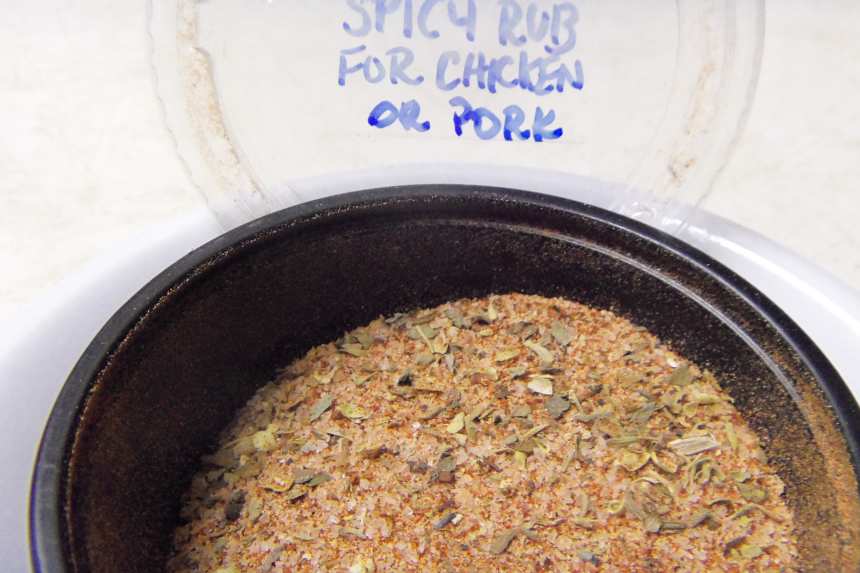 SPICY RUB
FOR CHICKEN
OR PORK